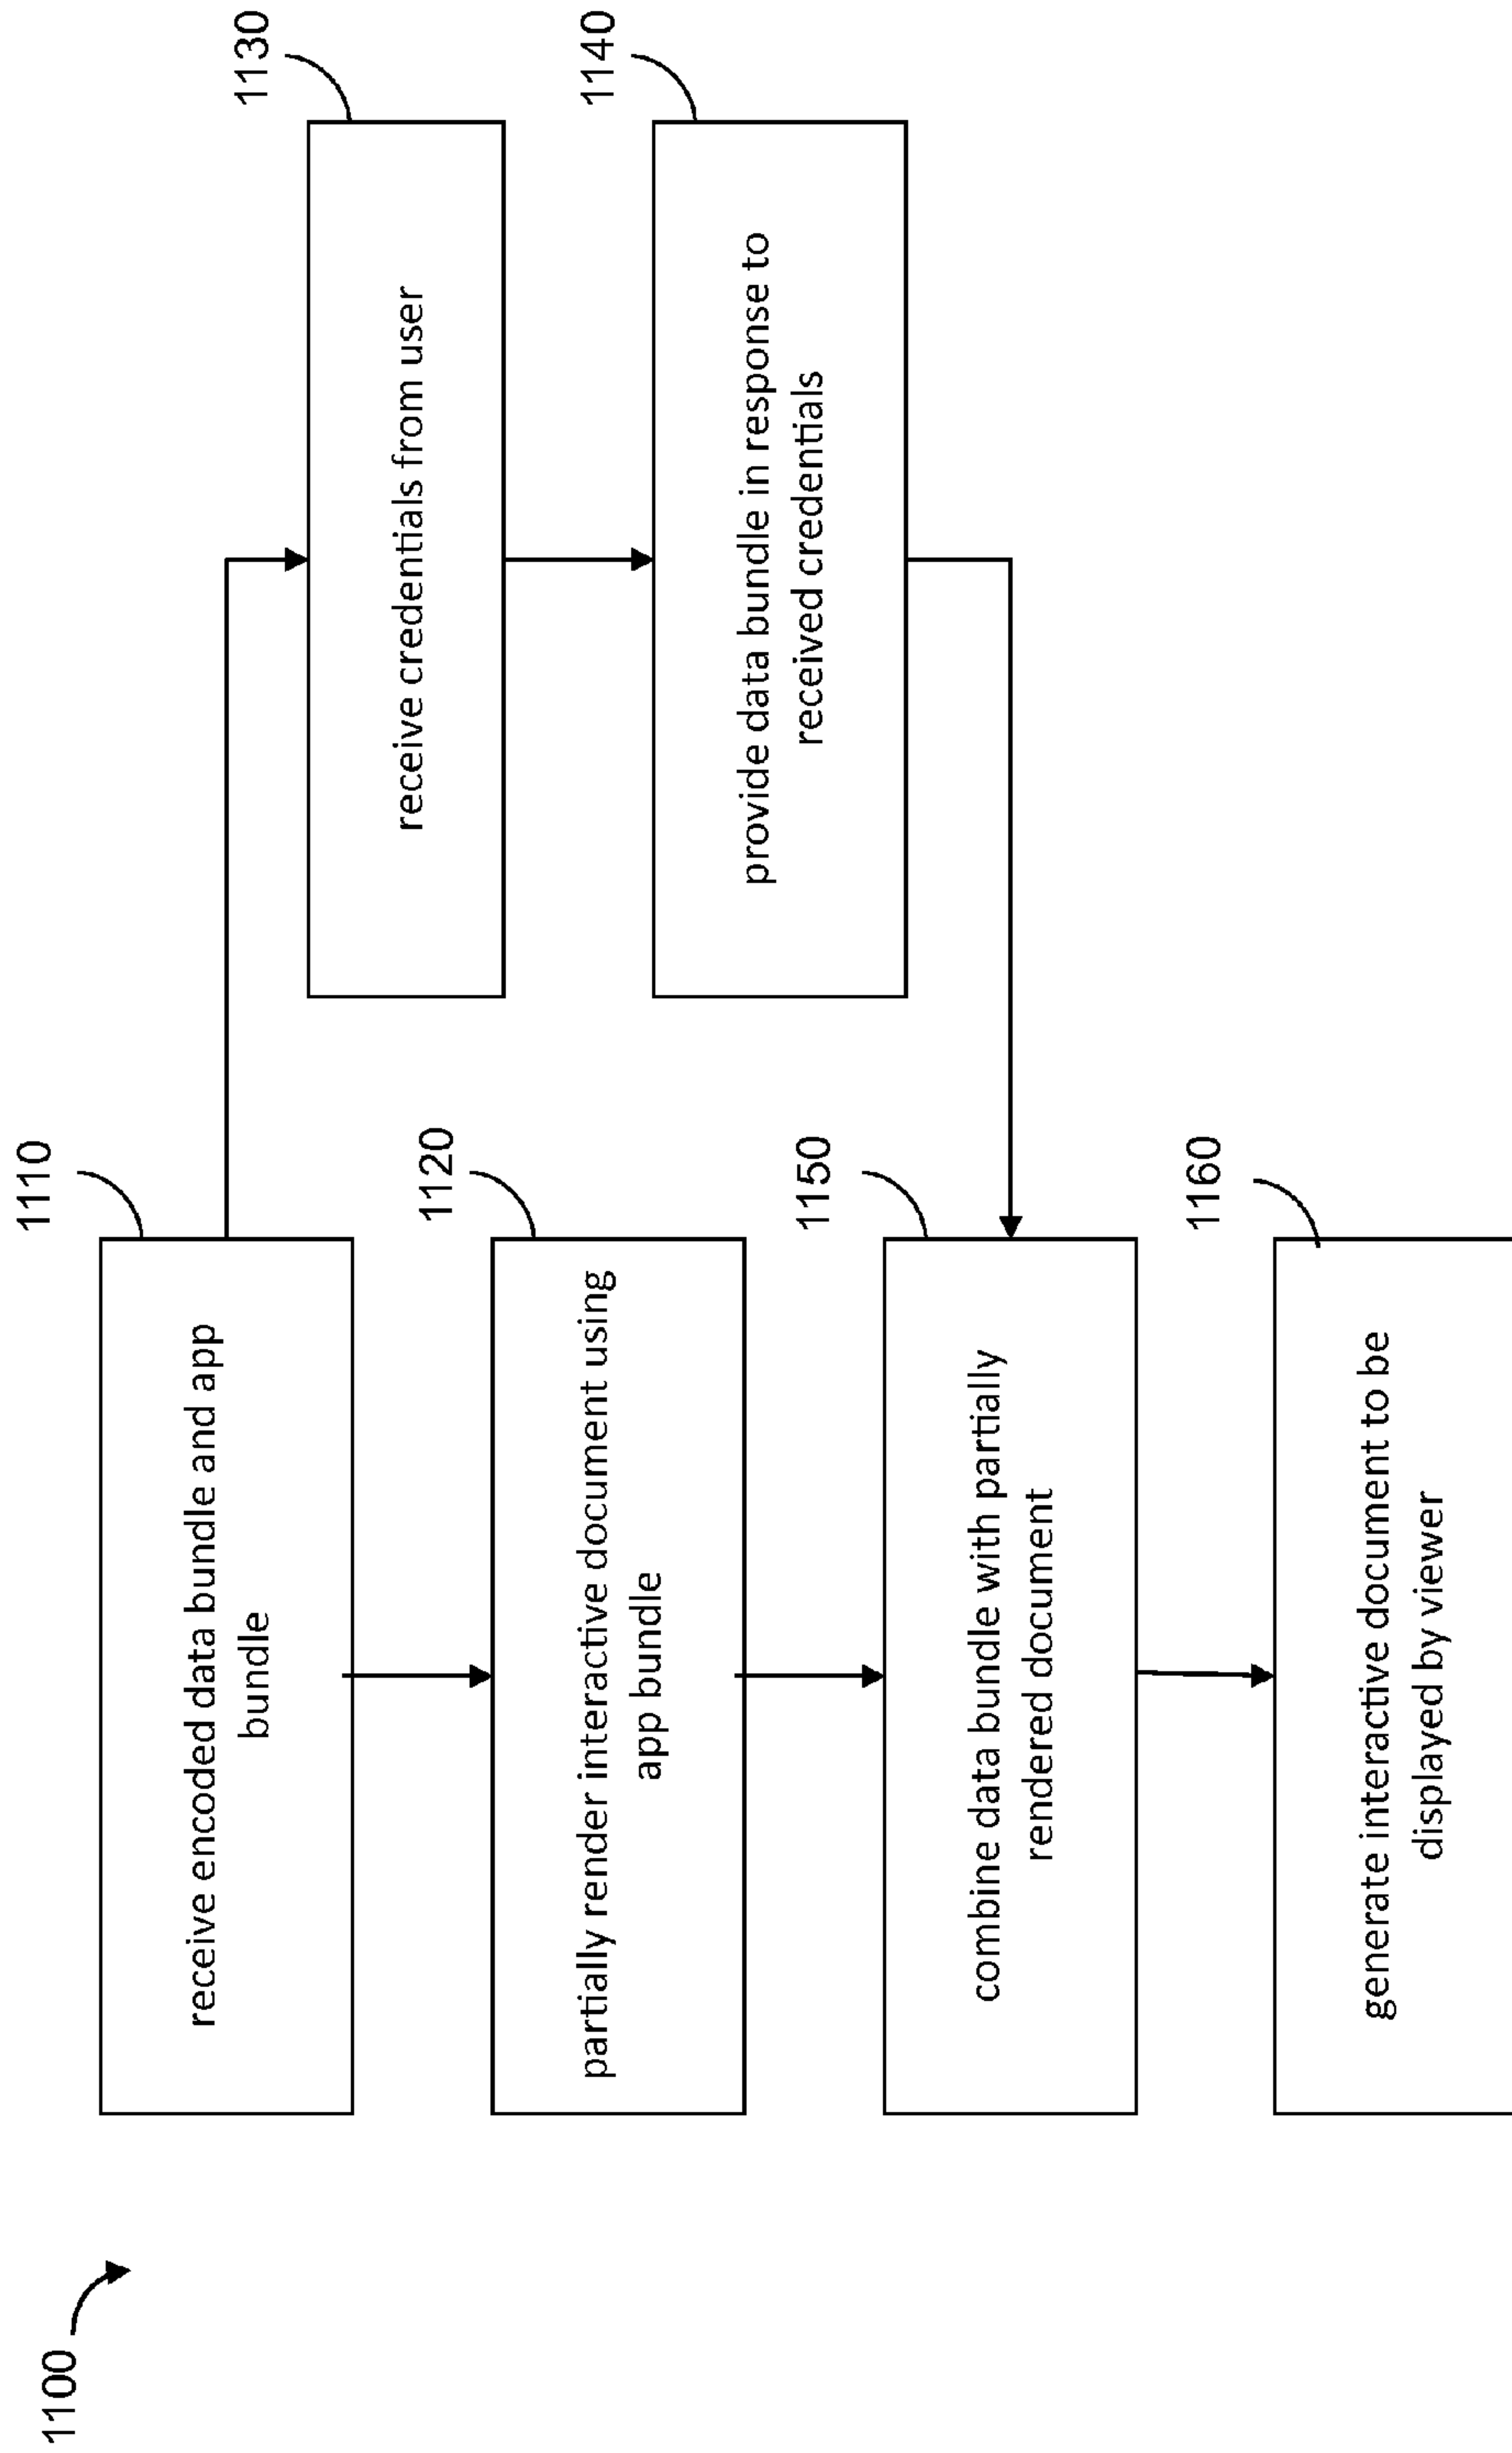 1100
1110
receive encoded data bundle and app
bundle
1120
partially render interactive document using
app bundle
1130
receive credentials from user
1140
provide data bundle in response to
received credentials
1150
combine data bundle with partially
rendered document
1160
generate interactive document to be
displayed by viewer